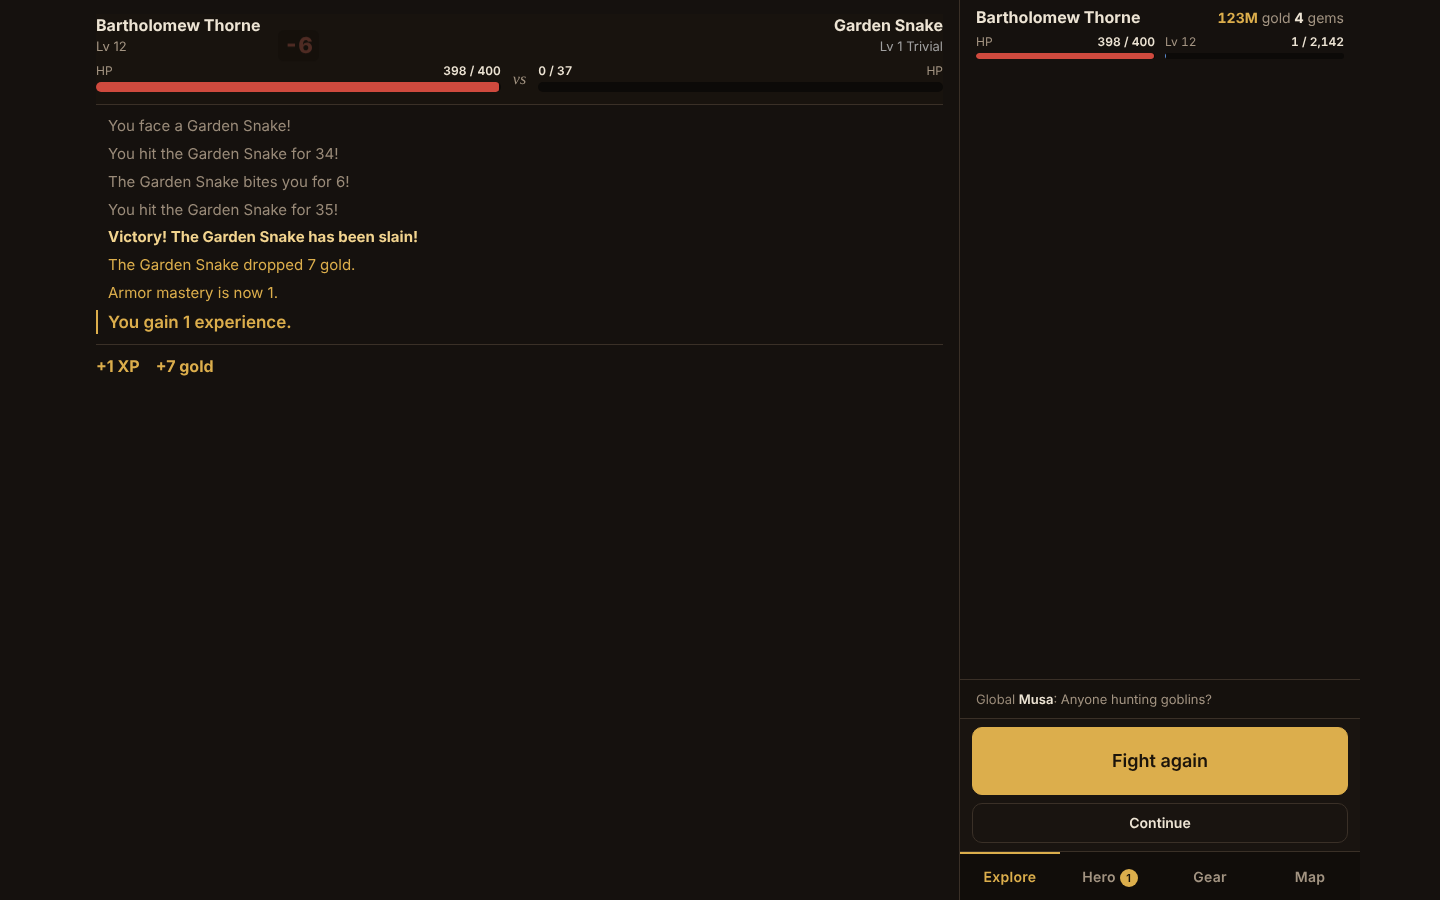 Bartholomew Thorne
Lv 12
-6
HP 398 / 400
vs
Garden Snake
Lv 1 Trivial
0 / 37 HP
You face a Garden Snake!
You hit the Garden Snake for 34!
The Garden Snake bites you for 6!
You hit the Garden Snake for 35!
Victory! The Garden Snake has been slain!
The Garden Snake dropped 7 gold.
Armor mastery is now 1.
You gain 1 experience.
+1 XP +7 gold
Bartholomew Thorne 123M gold 4 gems
HP 398 / 400 Lv 12 1 / 2,142
Global Musa: Anyone hunting goblins?
Fight again
Continue
Explore Hero 1 Gear Map